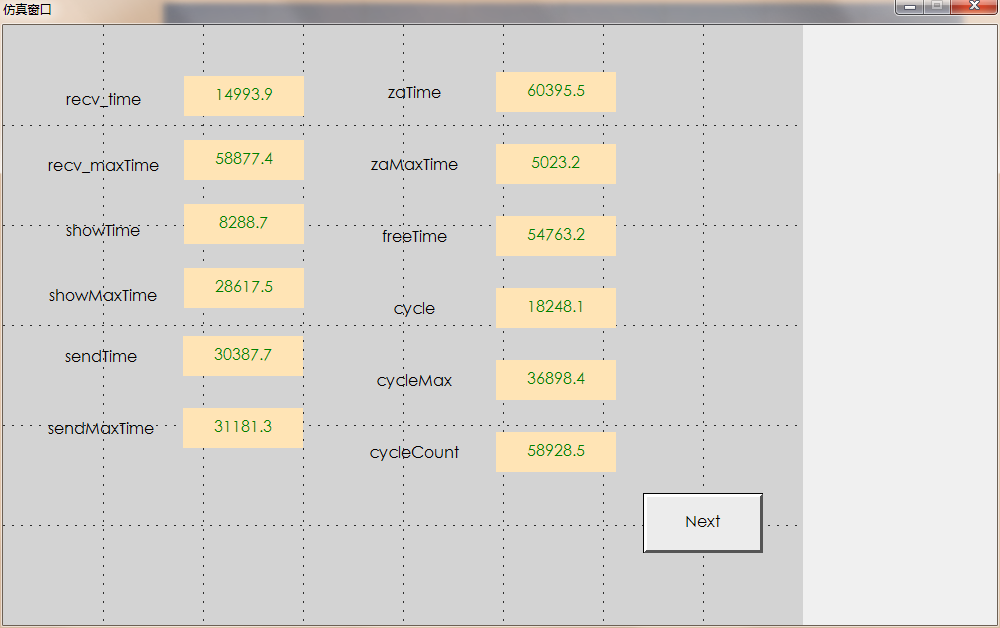 仿真窗口
recv_time 14993.9 zaTime 60395.5
recv_maxTime 58877.4 zaMaxTime 5023.2
showTime 8288.7 freeTime 54763.2
showMaxTime 28617.5 cycle 18248.1
sendTime 30387.7 cycleMax 36898.4
sendMaxTime 31181.3 cycleCount 58928.5
Next